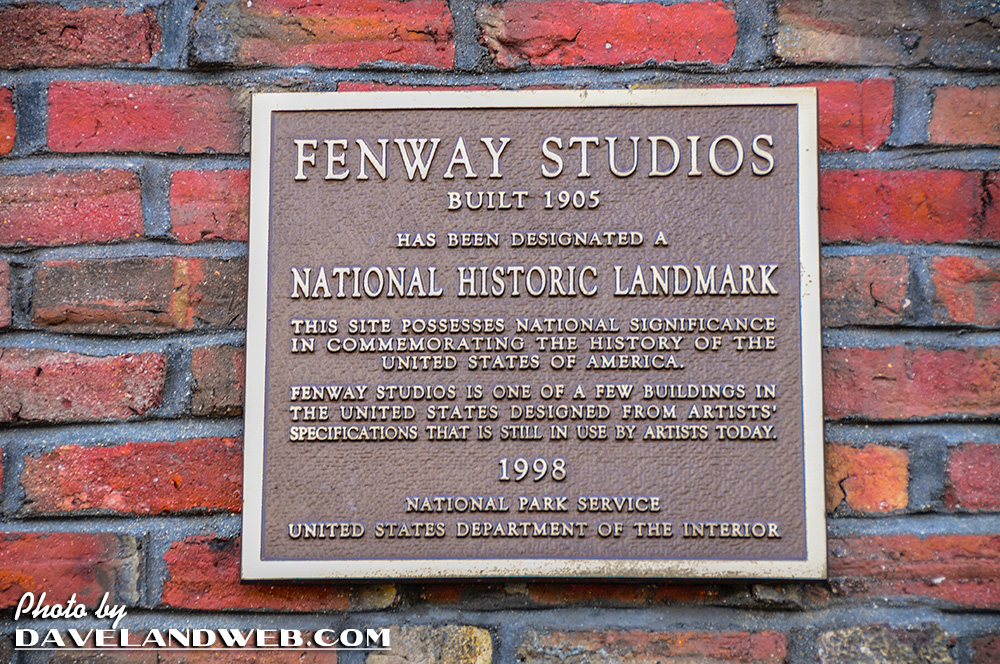 FENWAY STUDIOS
BUILT 1905
HAS BEEN DESIGNATED A
NATIONAL HISTORIC LANDMARK
THIS SITE POSSESSES NATIONAL SIGNIFICANCE
IN COMMEMORATING THE HISTORY OF THE
UNITED STATES OF AMERICA.
FENWAY STUDIOS IS ONE OF A FEW BUILDINGS IN
THE UNITED STATES DESIGNED FROM ARTISTS'
SPECIFICATIONS THAT IS STILL IN USE BY ARTISTS TODAY.
1998
NATIONAL PARK SERVICE
UNITED STATES DEPARTMENT OF THE INTERIOR
Photo by
DAVELANDWEB.COM